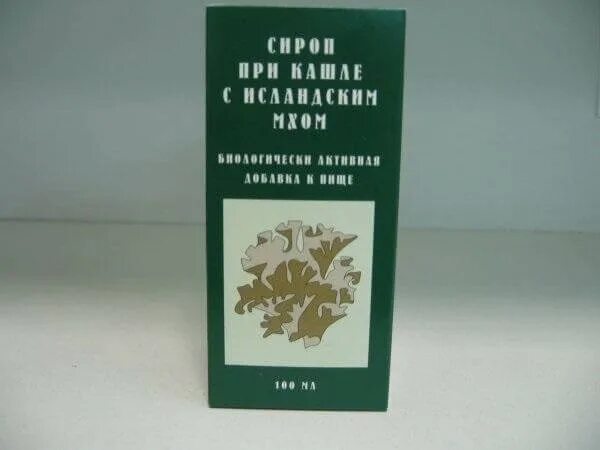 СИРОП
ПРИ КАШЛЕ
С ИСЛАНДСКИМ
МХОМ
БИОЛОГИЧЕСКИ АКТИВНАЯ
ДОБАВКА К ПИЩЕ
100 МЛ